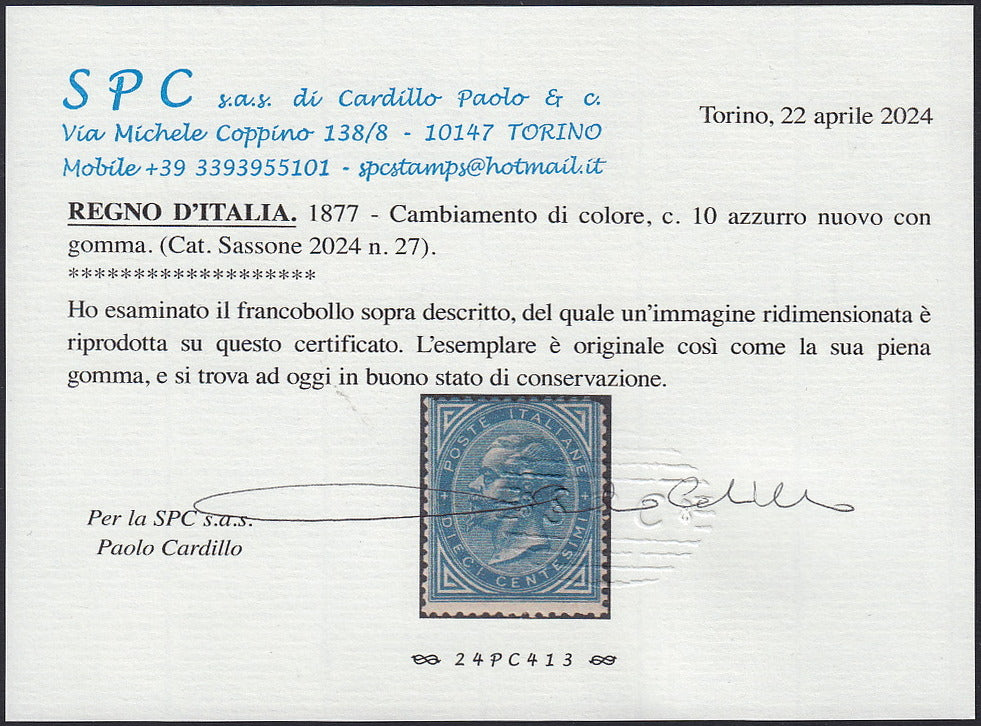 SPC s.a.s. di Cardillo Paolo & c.
Via Michele Coppino 138/8 - 10147 TORINO
Mobile +39 3393955101 - spcstamps@hotmail.it
Torino, 22 aprile 2024
REGNO D'ITALIA. 1877 - Cambiamento di colore, c. 10 azzurro nuovo con
gomma. (Cat. Sassone 2024 n. 27).
*******************
Ho esaminato il francobollo sopra descritto, del quale un'immagine ridimensionata è
riprodotta su questo certificato. L'esemplare è originale così come la sua piena
gomma, e si trova ad oggi in buono stato di conservazione.
POSTE ITALIANE
DIECI CENTESIMI
Per la SPC s.a.s.
Paolo Cardillo
24PC413